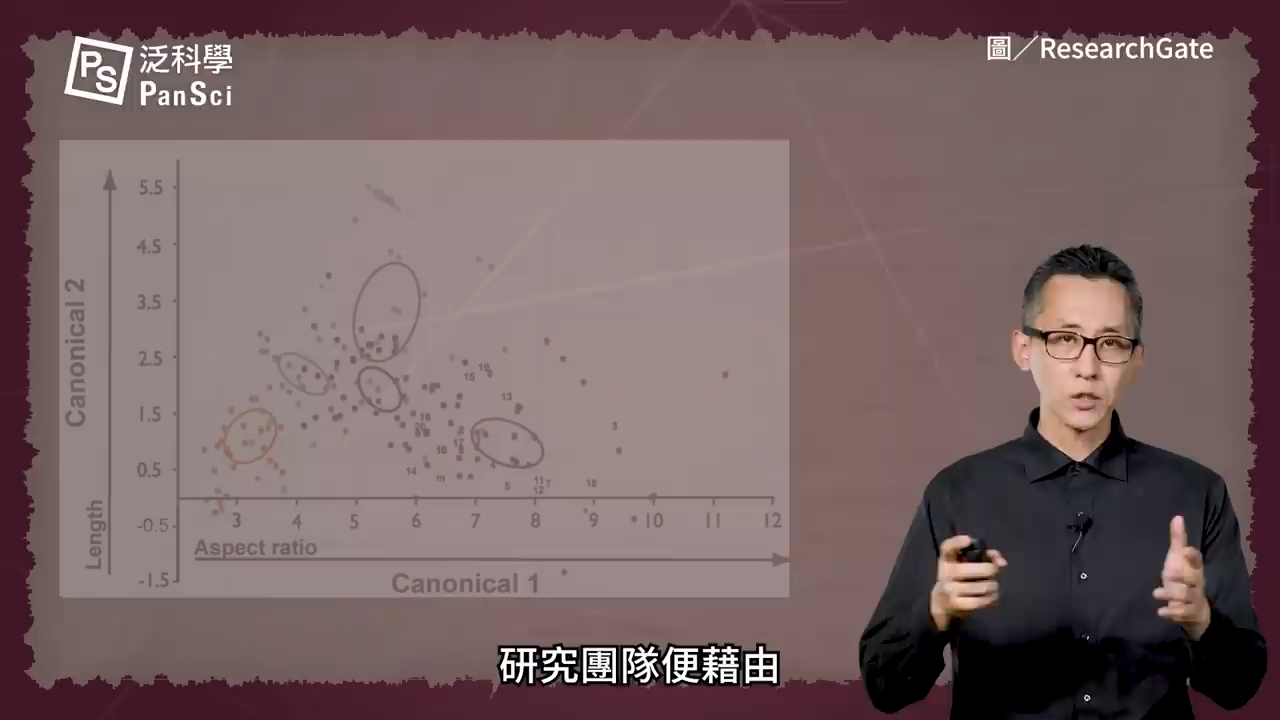 泛科學
PanSci
圖／ResearchGate
5.5
4.5
3.5
2.5
1.5
0.5
-0.5
-1.5
Canonical 2
Length
3 4 5 6 7 8 9 10 11 12
Aspect ratio
Canonical 1
研究團隊便藉由